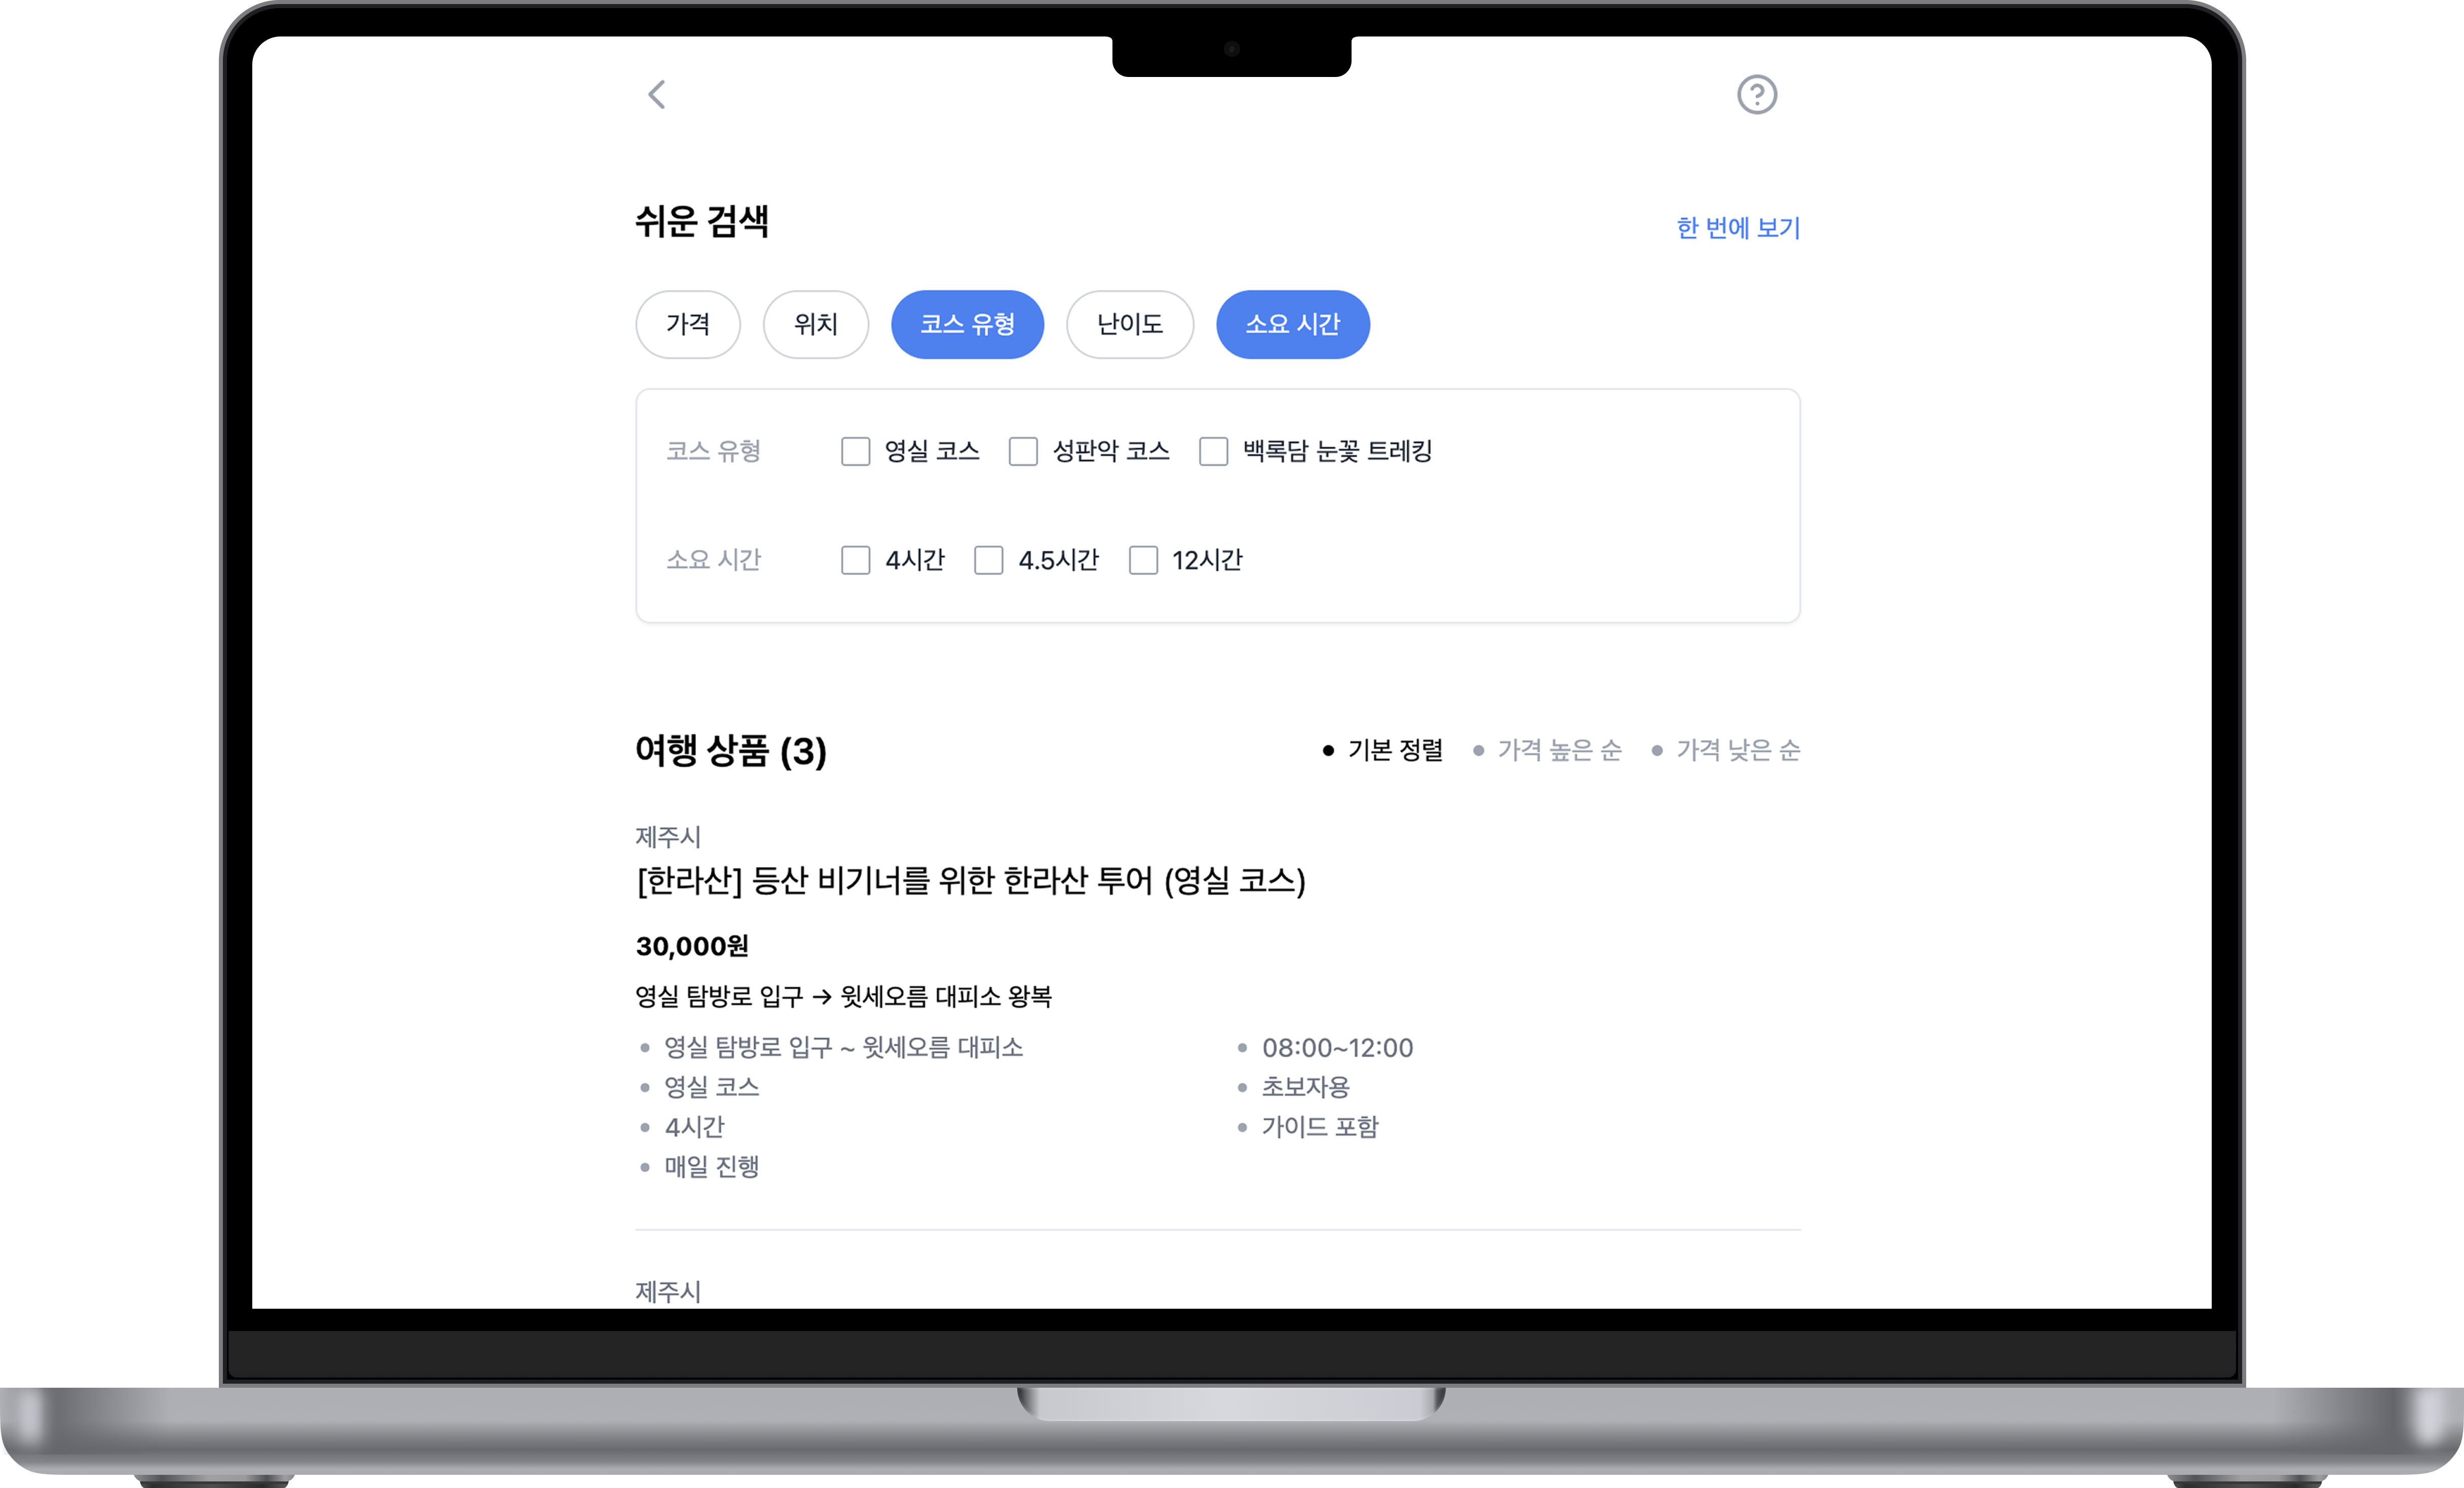 쉬운 검색
한 번에 보기
가격 위치 코스 유형 난이도 소요 시간
코스 유형 영실 코스 성판악 코스 백록담 눈꽃 트레킹
소요 시간 4시간 4.5시간 12시간
여행 상품 (3)
• 기본 정렬 • 가격 높은 순 • 가격 낮은 순
제주시
[한라산] 등산 비기너를 위한 한라산 투어 (영실 코스)
30,000원
영실 탐방로 입구 → 윗세오름 대피소 왕복
• 영실 탐방로 입구 ~ 윗세오름 대피소
• 영실 코스
• 4시간
• 매일 진행
• 08:00~12:00
• 초보자용
• 가이드 포함
제주시